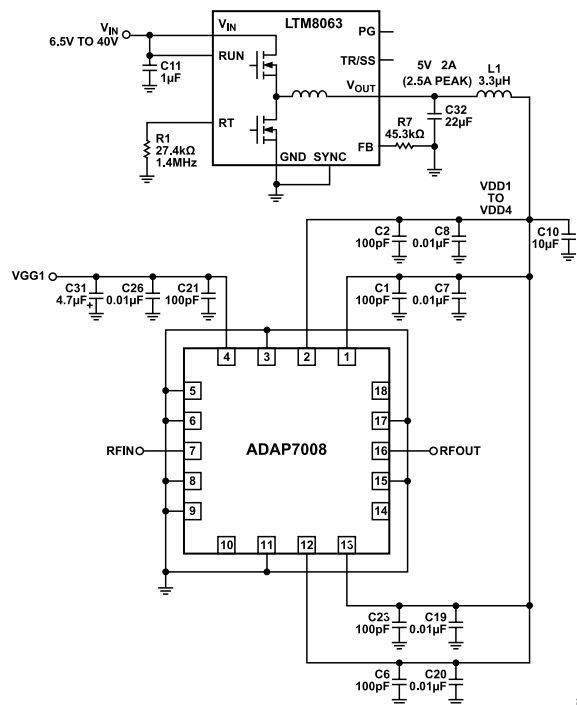 VIN
6.5V TO 40V
C11
1µF
VIN
LTM8063
RUN
PG
TR/SS
VOUT
5V 2A
(2.5A PEAK)
L1
3.3µH
C32
22µF
RT
R1
27.4kΩ
1.4MHz
GND SYNC
FB
R7
45.3kΩ
VDD1
TO
VDD4
C2
100pF
C8
0.01µF
C10
10µF
VGG1
C31
4.7µF
+
C26
0.01µF
C21
100pF
C1
100pF
C7
0.01µF
4
3
2
1
5
18
6
17
RFIN
7
ADAP7008
16
RFOUT
8
15
9
14
10
11
12
13
C23
100pF
C19
0.01µF
C6
100pF
C20
0.01µF